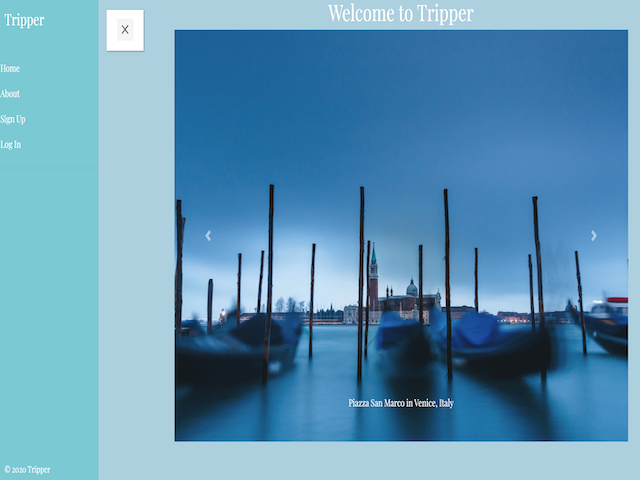 Tripper
Home
About
Sign Up
Log In
© 2020 Tripper
X
Welcome to Tripper
Piazza San Marco in Venice, Italy